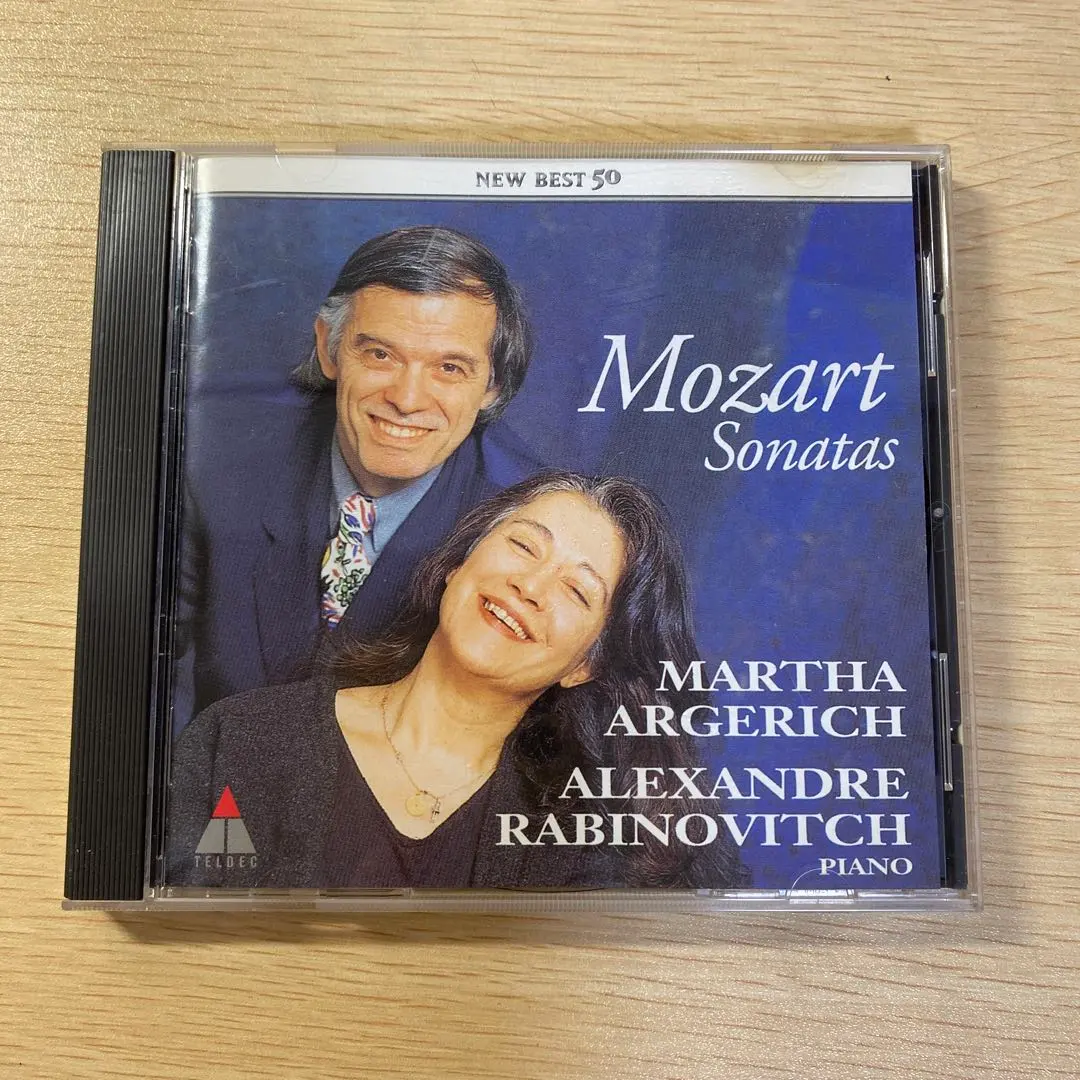 NEW BEST 50
Mozart
Sonatas
MARTHA
ARGERICH
ALEXANDRE
RABINOVITCH
PIANO
TELDEC